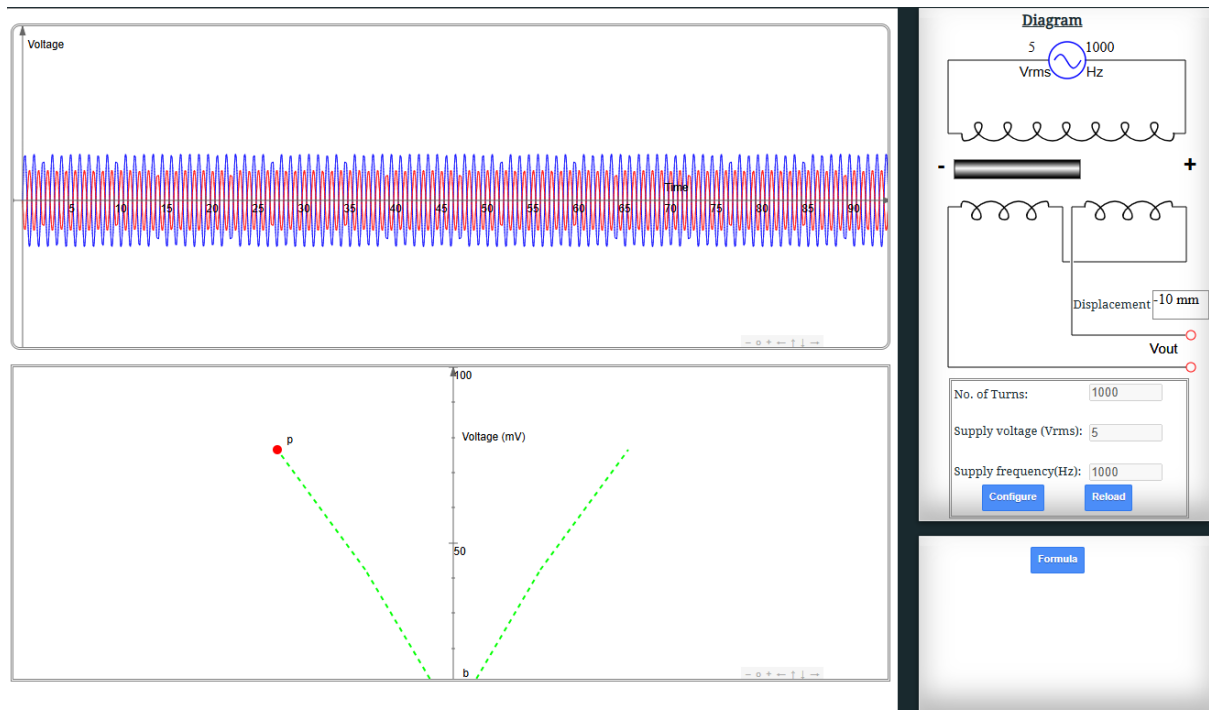 Voltage
Time
5 10 15 20 25 30 35 40 45 50 55 60 65 70 75 80 85 90
− o + ← ↑ ↓ →
100
p
Voltage (mV)
50
b
− o + ← ↑ ↓ →
Diagram
5 1000
Vrms Hz
- +
Displacement -10 mm
Vout
No. of Turns: 1000
Supply voltage (Vrms): 5
Supply frequency(Hz): 1000
Configure Reload
Formula